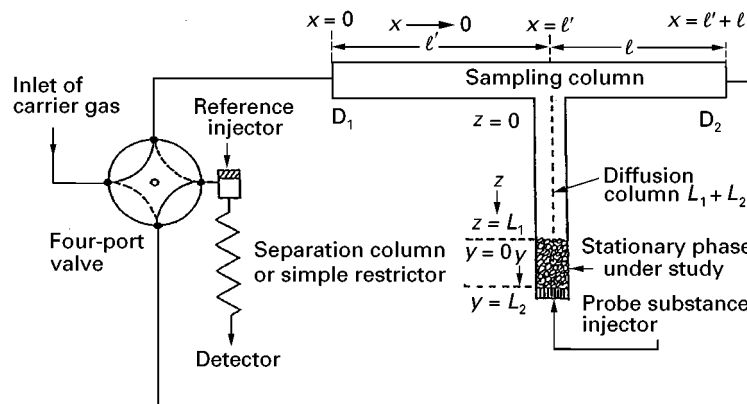 x = 0
x → 0
x = ℓ'
x = ℓ' + ℓ
ℓ'
ℓ
Sampling column
Inlet of
carrier gas
Reference
injector
D₁
z = 0
D₂
z
Diffusion
column L₁ + L₂
z = L₁
Four-port
valve
Separation column
or simple restrictor
y = 0
y
Stationary phase
under study
y = L₂
Probe substance
injector
Detector